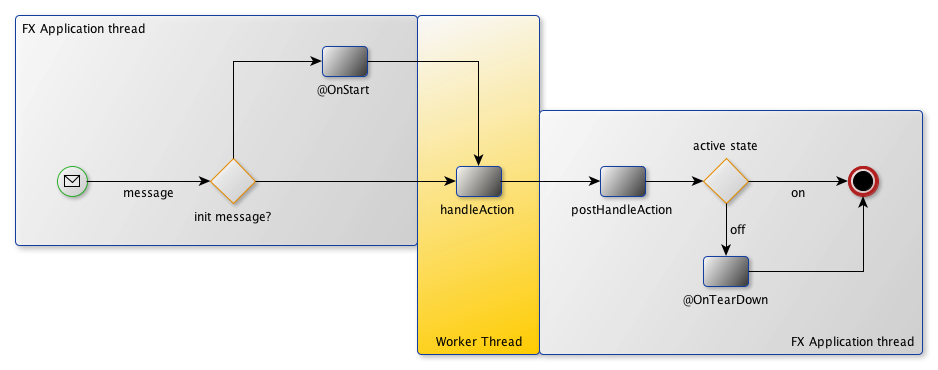 FX Application thread
@OnStart
message
init message?
handleAction
Worker Thread
postHandleAction
active state
on
off
@OnTearDown
FX Application thread